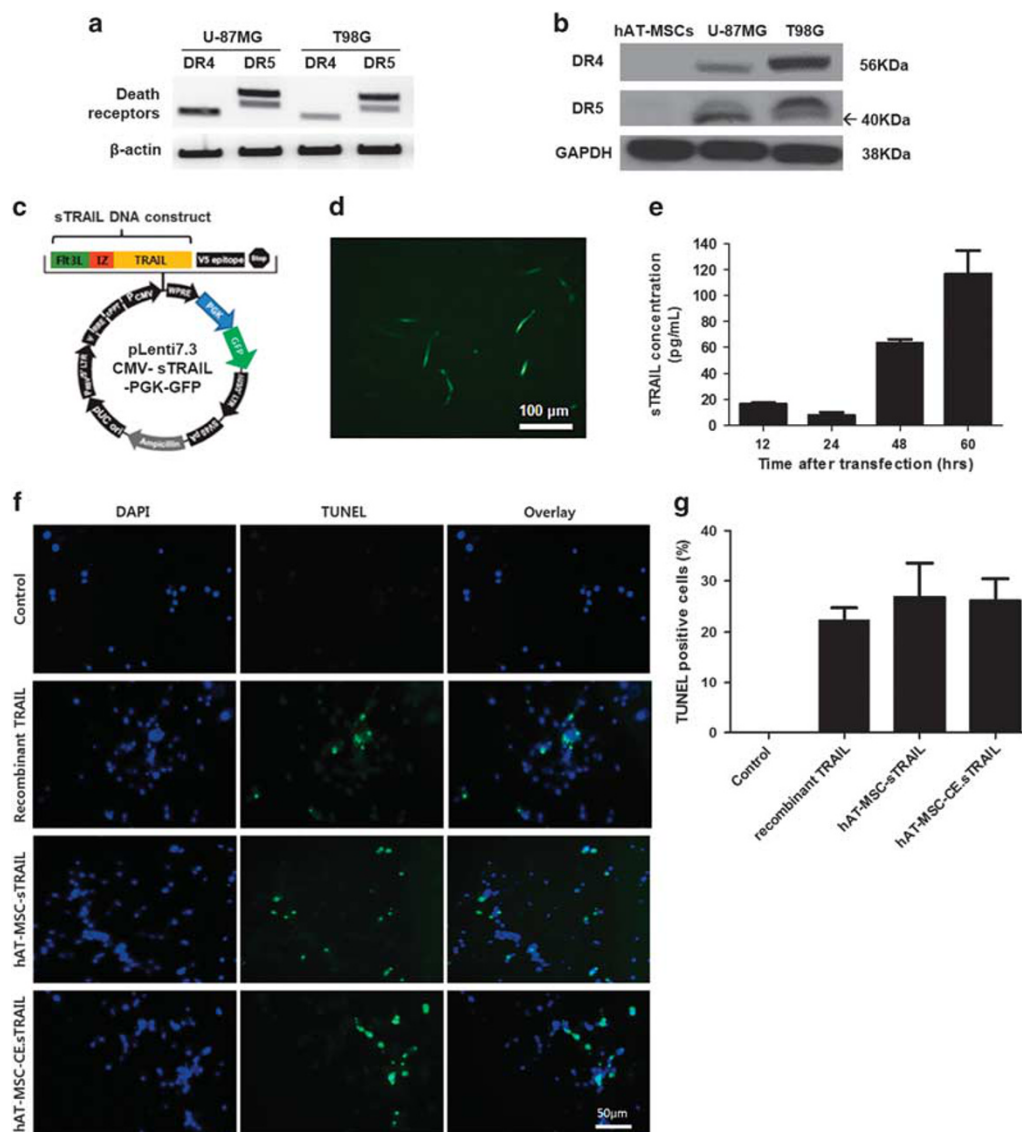 a
U-87MG T98G
DR4 DR5 DR4 DR5
Death
receptors
β-actin
b
hAT-MSCs U-87MG T98G
DR4 56KDa
DR5 ←40KDa
GAPDH 38KDa
c
sTRAIL DNA construct
Flt3L IZ TRAIL V5 epitope Stop
CMV WPRE
PGK
GFP
SV40 pA
Ampicillin
pUC ori
pLenti7.3
CMV- sTRAIL
-PGK-GFP
d
100 μm
e
sTRAIL concentration
(pg/mL)
140
120
100
80
60
40
20
0
12 24 48 60
Time after transfection (hrs)
f
DAPI TUNEL Overlay
Control
Recombinant TRAIL
hAT-MSC-sTRAIL
hAT-MSC-CE.sTRAIL
50μm
g
TUNEL positive cells (%)
40
30
20
10
0
Control
recombinant TRAIL
hAT-MSC-sTRAIL
hAT-MSC-CE.sTRAIL